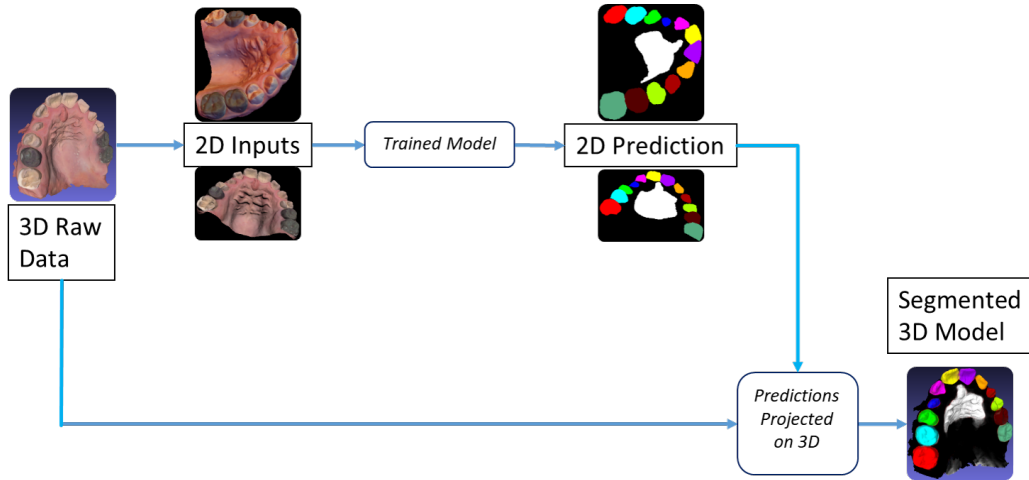 3D Raw
Data
2D Inputs
Trained Model
2D Prediction
Predictions
Projected
on 3D
Segmented
3D Model